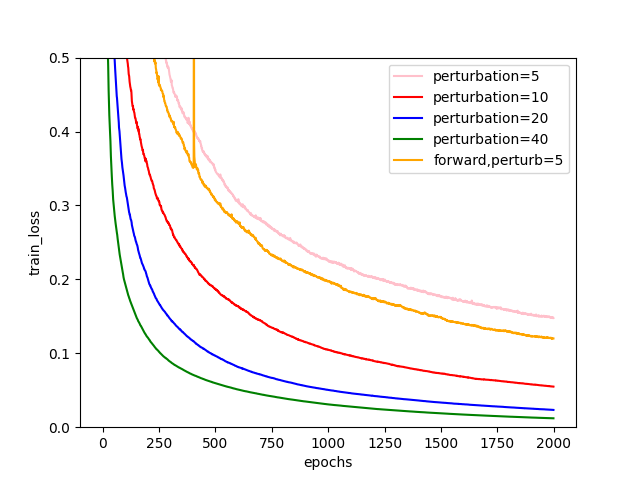 0.5
0.4
0.3
0.2
0.1
0.0
train_loss
0
250
500
750
1000
1250
1500
1750
2000
epochs
perturbation=5
perturbation=10
perturbation=20
perturbation=40
forward,perturb=5